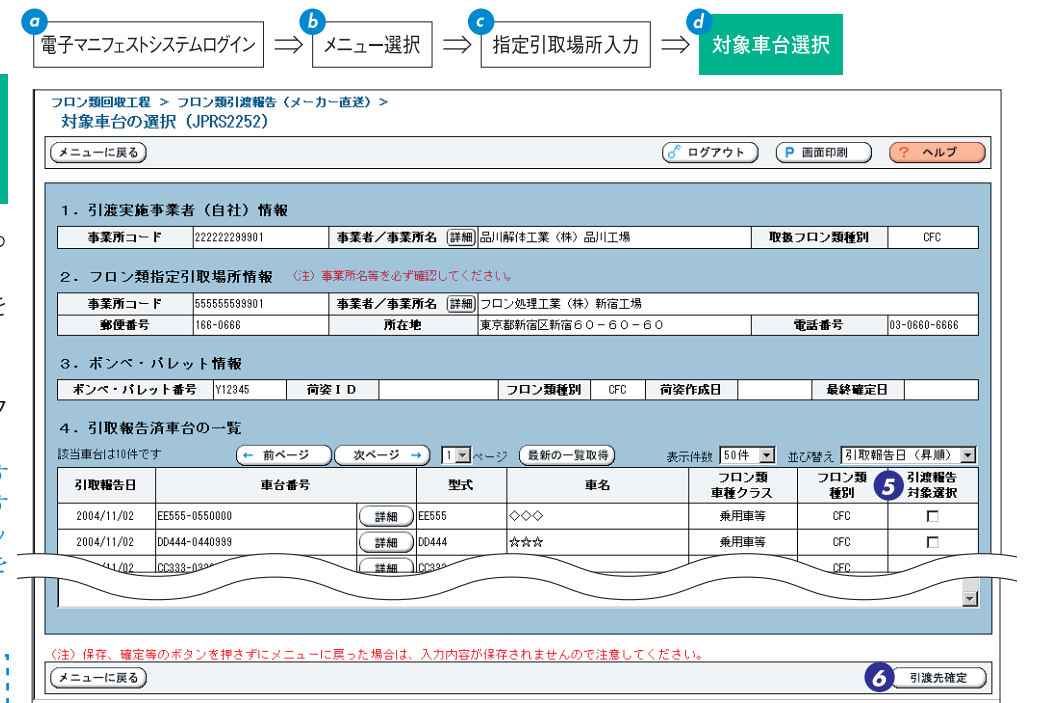 a b c d
電子マニフェストシステムログイン ⇒ メニュー選択 ⇒ 指定引取場所入力 ⇒ 対象車台選択
フロン類回収工程 > フロン類引渡報告（メーカー直送） >
対象車台の選択（JPRS2252）
メニューに戻る ログアウト P 画面印刷 ? ヘルプ
1．引渡実施事業者（自社）情報
事業所コード 222222299901 事業者／事業所名 詳細 品川解体工業（株）品川工場 取扱フロン類種別 CFC
2．フロン類指定引取場所情報 （注）事業所名等を必ず確認してください。
事業所コード 555555599901 事業者／事業所名 詳細 フロン処理工業（株）新宿工場
郵便番号 166-0666 所在地 東京都新宿区新宿６０－６０－６０ 電話番号 03-0660-6666
3．ボンベ・パレット情報
ボンベ・パレット番号 Y12345 荷姿ＩＤ フロン類種別 CFC 荷姿作成日 最終確定日
4．引取報告済車台の一覧
該当車台は10件です ← 前ページ 次ページ → 1 ページ 最新の一覧取得 表示件数 50件 並び替え 引取報告日（昇順）
引取報告日 車台番号 型式 車名 フロン類車種クラス フロン類種別 5 引渡報告対象選択
2004/11/02 EE555-0550000 詳細 EE555 ◇◇◇ 乗用車等 CFC
2004/11/02 DD444-0440999 詳細 DD444 ☆☆☆ 乗用車等 CFC
/11/02 CC333- 詳細 CC333 CFC
（注）保存、確定等のボタンを押さずにメニューに戻った場合は、入力内容が保存されませんので注意してください。
メニューに戻る 6 引渡先確定